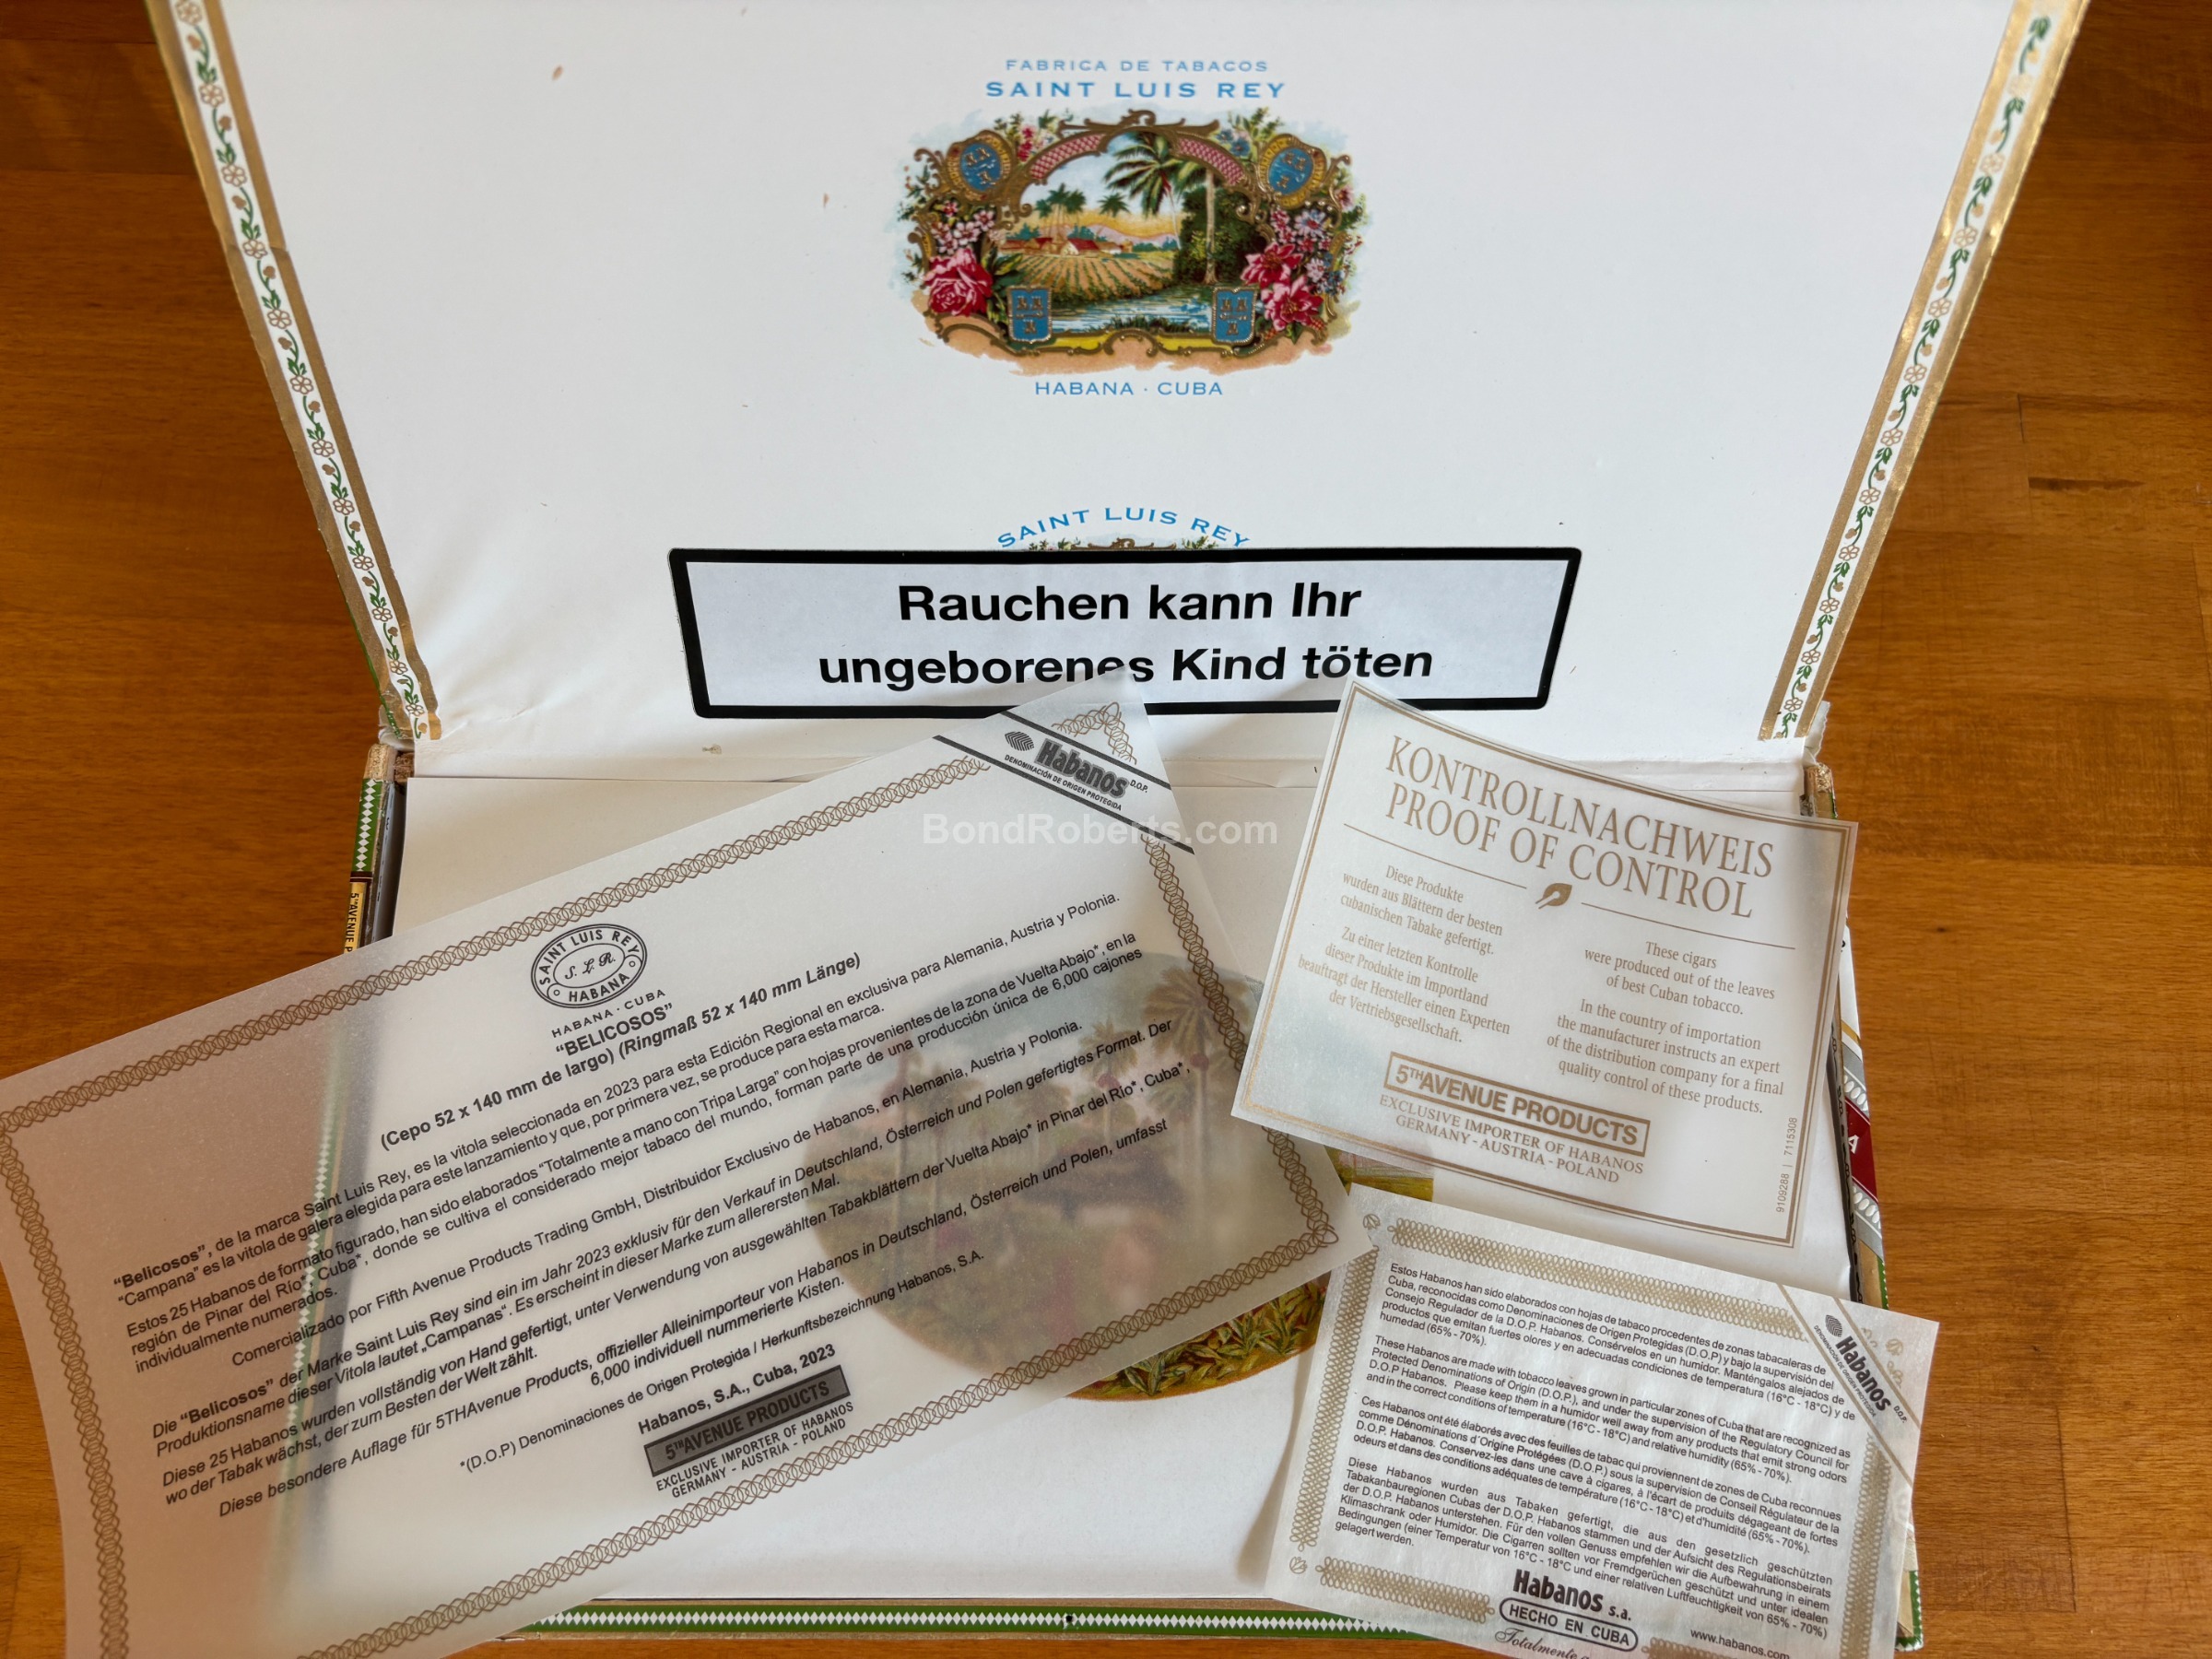 FABRICA DE TABACOS
SAINT LUIS REY
HABANA · CUBA
SAINT LUIS REY
Rauchen kann Ihr
ungeborenes Kind töten
Habanos D.O.P.
DENOMINACIÓN DE ORIGEN PROTEGIDA
BondRoberts.com
SAINT LUIS REY
S. L. R.
HABANA
HABANA · CUBA
"BELICOSOS"
(Cepo 52 x 140 mm de largo) (Ringmaß 52 x 140 mm Länge)
"Belicosos", de la marca Saint Luis Rey, es la vitola seleccionada en 2023 para esta Edición Regional en exclusiva para Alemania, Austria y Polonia.
"Campana" es la vitola de galera elegida para este lanzamiento y que, por primera vez, se produce para esta marca.
Estos 25 Habanos de formato figurado, han sido elaborados "Totalmente a mano con Tripa Larga" con hojas provenientes de la zona de Vuelta Abajo*, en la
región de Pinar del Río*, Cuba*, donde se cultiva el considerado mejor tabaco del mundo, forman parte de una producción única de 6,000 cajones
individualmente numerados.
Comercializado por Fifth Avenue Products Trading GmbH, Distribuidor Exclusivo de Habanos, en Alemania, Austria y Polonia.
Die "Belicosos" der Marke Saint Luis Rey sind ein im Jahr 2023 exklusiv für den Verkauf in Deutschland, Österreich und Polen gefertigtes Format. Der
Produktionsname dieser Vitola lautet „Campanas". Es erscheint in dieser Marke zum allerersten Mal.
Diese 25 Habanos wurden vollständig von Hand gefertigt, unter Verwendung von ausgewählten Tabakblättern der Vuelta Abajo* in Pinar del Río*, Cuba*,
wo der Tabak wächst, der zum Besten der Welt zählt.
Diese besondere Auflage für 5THAvenue Products, offizieller Alleinimporteur von Habanos in Deutschland, Österreich und Polen, umfasst
6,000 individuell nummerierte Kisten.
*(D.O.P) Denominaciones de Origen Protegida / Herkunftsbezeichnung Habanos, S.A.
Habanos, S.A., Cuba, 2023
5THAVENUE PRODUCTS
EXCLUSIVE IMPORTER OF HABANOS
GERMANY - AUSTRIA - POLAND
KONTROLLNACHWEIS
PROOF OF CONTROL
Diese Produkte
wurden aus Blättern der besten
cubanischen Tabake gefertigt.
Zu einer letzten Kontrolle
dieser Produkte im Importland
beauftragt der Hersteller einen Experten
der Vertriebsgesellschaft.
These cigars
were produced out of the leaves
of best Cuban tobacco.
In the country of importation
the manufacturer instructs an expert
of the distribution company for a final
quality control of these products.
5THAVENUE PRODUCTS
EXCLUSIVE IMPORTER OF HABANOS
GERMANY - AUSTRIA - POLAND
9109288 | 7115308
Estos Habanos han sido elaborados con hojas de tabaco procedentes de zonas tabacaleras de
Cuba, reconocidas como Denominaciones de Origen Protegidas (D.O.P) y bajo la supervisión del
Consejo Regulador de la D.O.P. Habanos. Consérvelos en un humidor. Manténgalos alejados de
productos que emitan fuertes olores y en adecuadas condiciones de temperatura (16°C - 18°C) y de
humedad (65% - 70%).
These Habanos are made with tobacco leaves grown in particular zones of Cuba that are recognized as
Protected Denominations of Origin (D.O.P.), and under the supervision of the Regulatory Council for
D.O.P Habanos. Please keep them in a humidor well away from any products that emit strong odors
and in the correct conditions of temperature (16°C - 18°C) and relative humidity (65% - 70%).
Ces Habanos ont été élaborés avec des feuilles de tabac qui proviennent de zones de Cuba reconnues
comme Dénominations d'Origine Protégées (D.O.P.) sous la supervision de Conseil Régulateur de la
D.O.P. Habanos. Conservez-les dans une cave à cigares, à l'écart de produits dégageant de fortes
odeurs et dans des conditions adéquates de température (16°C - 18°C) et d'humidité (65% - 70%).
Diese Habanos wurden aus Tabaken gefertigt, die aus den gesetzlich geschützten
Tabakanbauregionen Cubas der D.O.P. Habanos stammen und der Aufsicht des Regulationsbeirats
der D.O.P. Habanos unterstehen. Für den vollen Genuss empfehlen wir die Aufbewahrung in einem
Klimaschrank oder Humidor. Die Cigarren sollten vor Fremdgerüchen geschützt und unter idealen
Bedingungen (einer Temperatur von 16°C - 18°C und einer relativen Luftfeuchtigkeit von 65% - 70%)
gelagert werden.
Habanos D.O.P.
DENOMINACIÓN DE ORIGEN PROTEGIDA
Habanos s.a.
HECHO EN CUBA
www.habanos.com
Totalmente a
5THAVENUE P
A